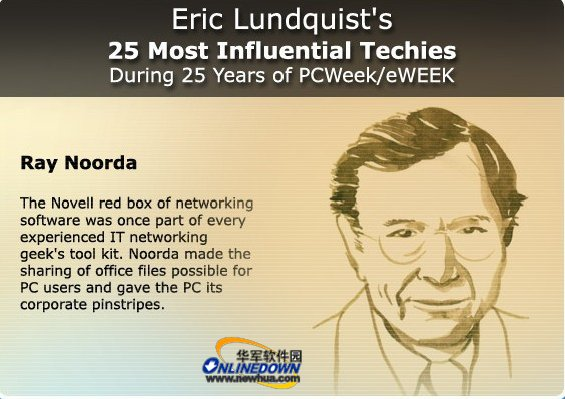 Eric Lundquist's
25 Most Influential Techies
During 25 Years of PCWeek/eWEEK
Ray Noorda
The Novell red box of networking
software was once part of every
experienced IT networking
geek's tool kit. Noorda made the
sharing of office files possible for
PC users and gave the PC its
corporate pinstripes.
华军软件园
ONLINEDOWN
www.newhua.com